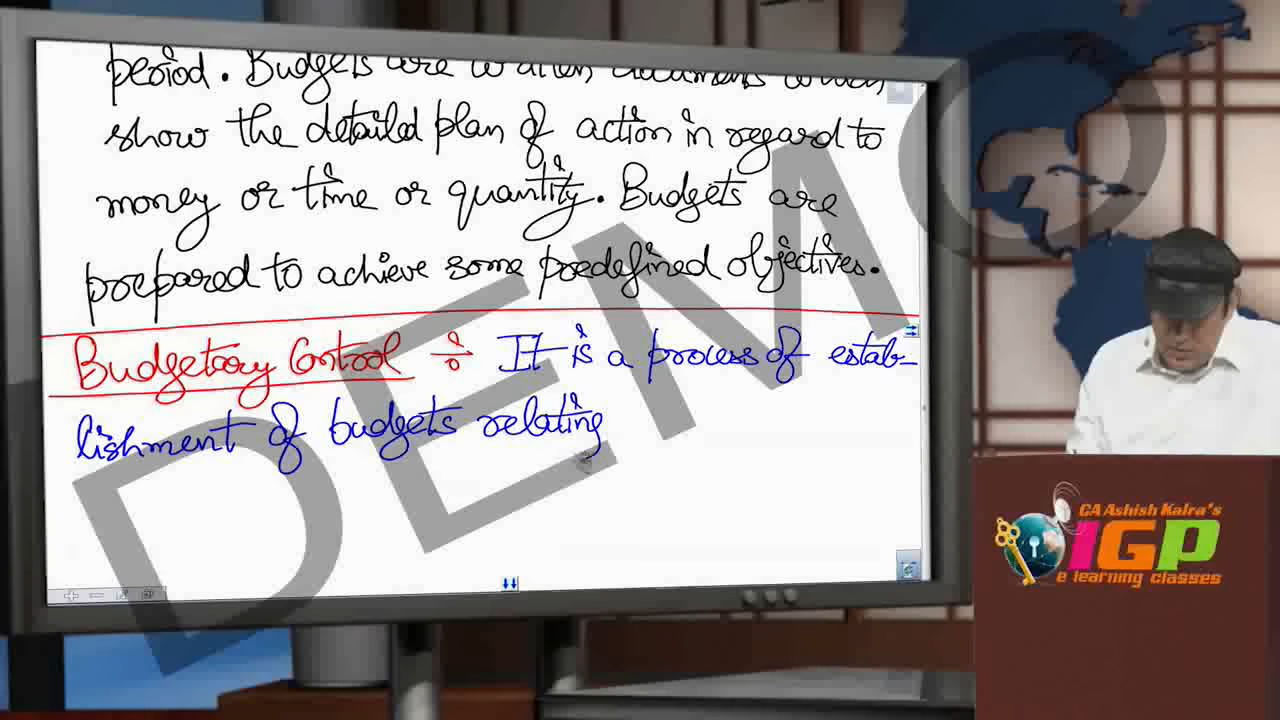 period. Budgets are written documents which
show the detailed plan of action in regard to
money or time or quantity. Budgets are
prepared to achieve some predefined objectives.
Budgetary Control ÷ It is a process of estab-
lishment of budgets relating
DEMO
CA Ashish Kalra's
IGP
e learning classes